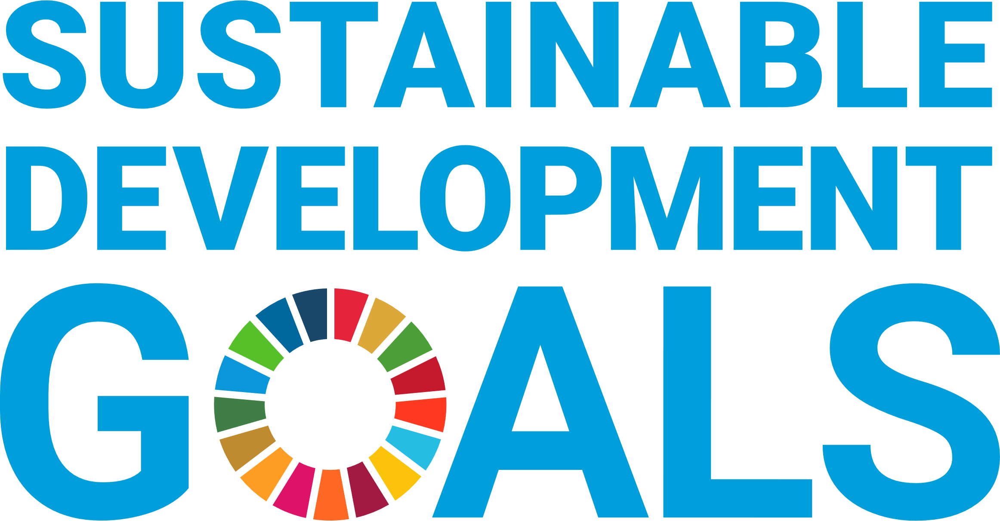 SUSTAINABLE
DEVELOPMENT
GOALS